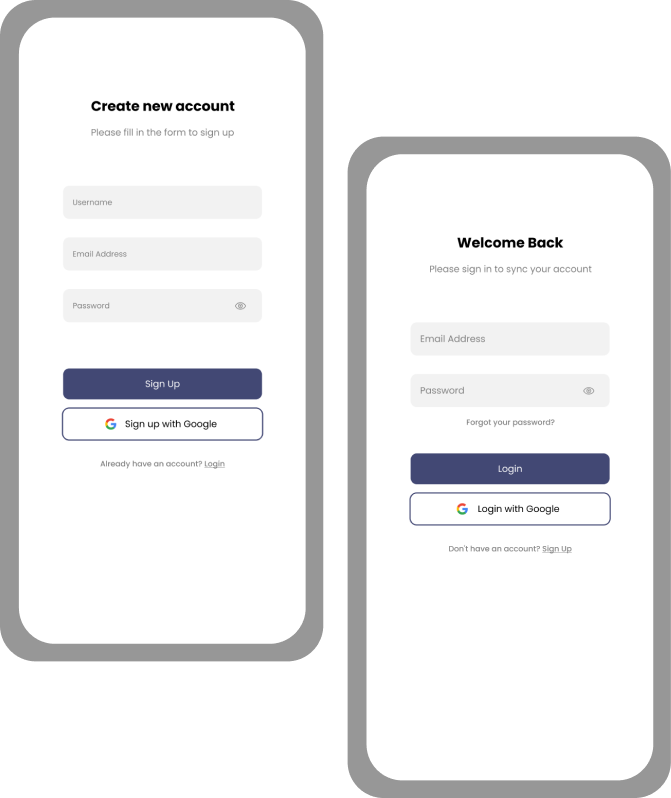 Create new account
Please fill in the form to sign up
Username
Email Address
Password
Sign Up
Sign up with Google
Already have an account? Login
Welcome Back
Please sign in to sync your account
Email Address
Password
Forgot your password?
Login
Login with Google
Don't have an account? Sign Up